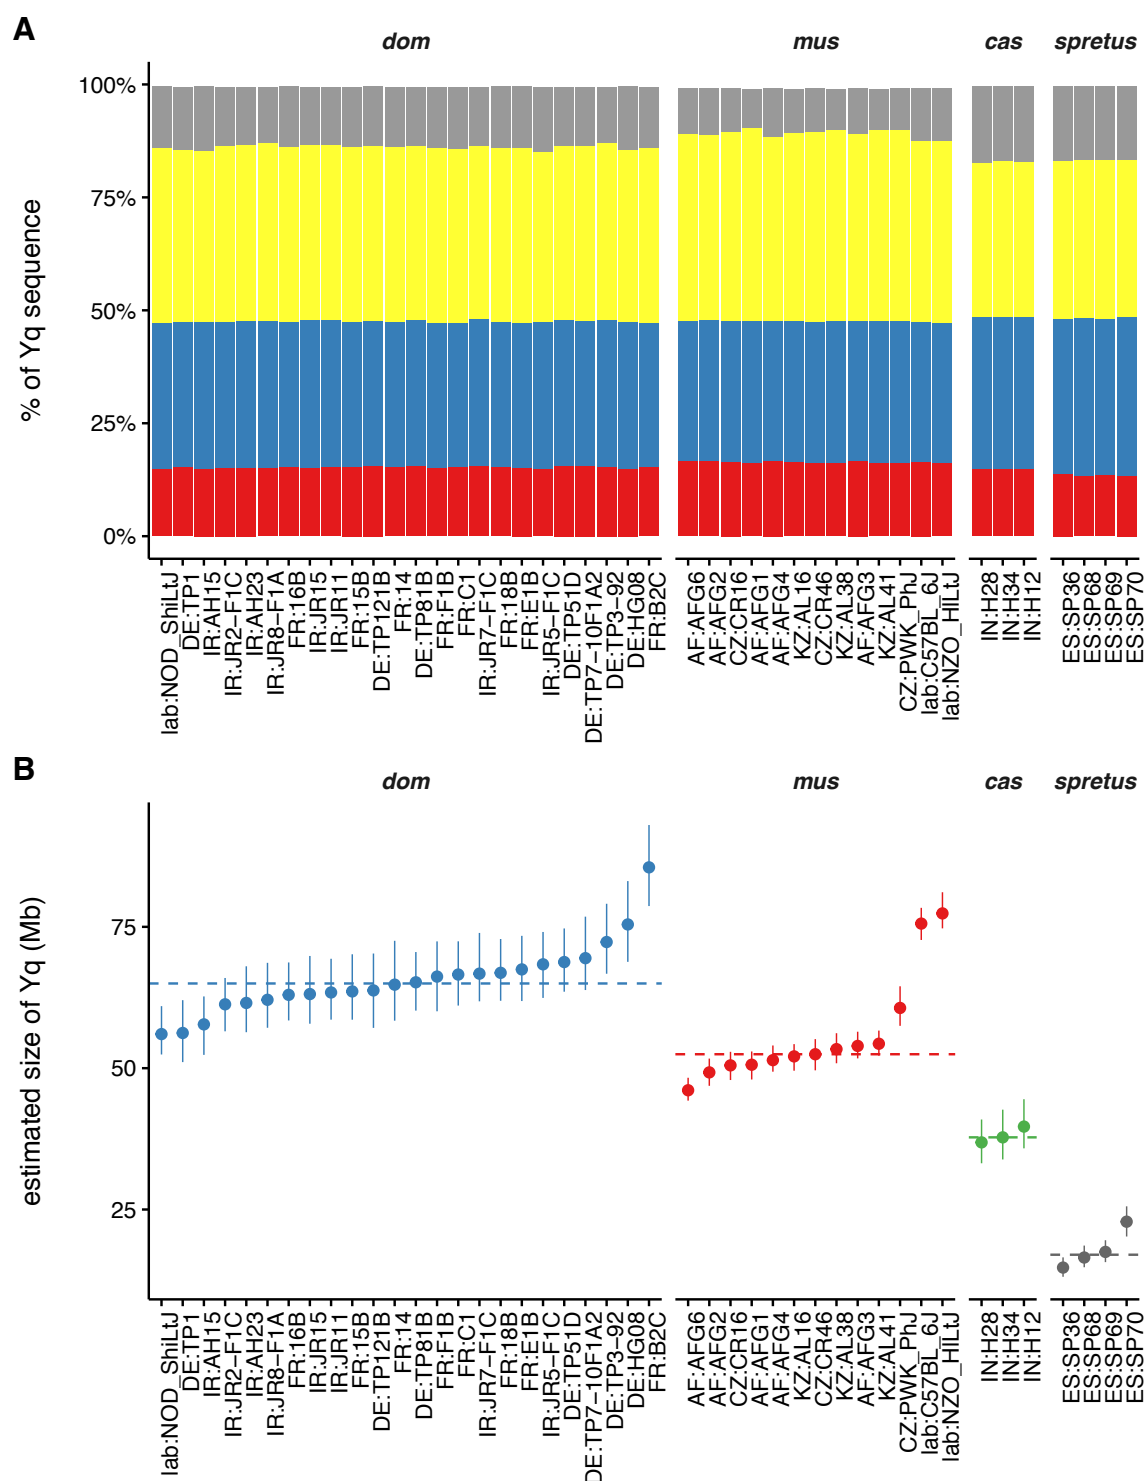 A
dom mus cas spretus
% of Yq sequence
100%
75%
50%
25%
0%
lab:NOD_ShiLtJ
DE:TP1
IR:AH15
IR:JR2−F1C
IR:AH23
IR:JR8−F1A
FR:16B
IR:JR15
IR:JR11
FR:15B
DE:TP121B
FR:14
DE:TP81B
FR:F1B
FR:C1
IR:JR7−F1C
FR:18B
FR:E1B
IR:JR5−F1C
DE:TP51D
DE:TP7−10F1A2
DE:TP3−92
DE:HG08
FR:B2C
AF:AFG6
AF:AFG2
CZ:CR16
AF:AFG1
AF:AFG4
KZ:AL16
CZ:CR46
KZ:AL38
AF:AFG3
KZ:AL41
CZ:PWK_PhJ
lab:C57BL_6J
lab:NZO_HlLtJ
IN:H28
IN:H34
IN:H12
ES:SP36
ES:SP68
ES:SP69
ES:SP70
B
dom mus cas spretus
estimated size of Yq (Mb)
75
50
25
lab:NOD_ShiLtJ
DE:TP1
IR:AH15
IR:JR2−F1C
IR:AH23
IR:JR8−F1A
FR:16B
IR:JR15
IR:JR11
FR:15B
DE:TP121B
FR:14
DE:TP81B
FR:F1B
FR:C1
IR:JR7−F1C
FR:18B
FR:E1B
IR:JR5−F1C
DE:TP51D
DE:TP7−10F1A2
DE:TP3−92
DE:HG08
FR:B2C
AF:AFG6
AF:AFG2
CZ:CR16
AF:AFG1
AF:AFG4
KZ:AL16
CZ:CR46
KZ:AL38
AF:AFG3
KZ:AL41
CZ:PWK_PhJ
lab:C57BL_6J
lab:NZO_HlLtJ
IN:H28
IN:H34
IN:H12
ES:SP36
ES:SP68
ES:SP69
ES:SP70